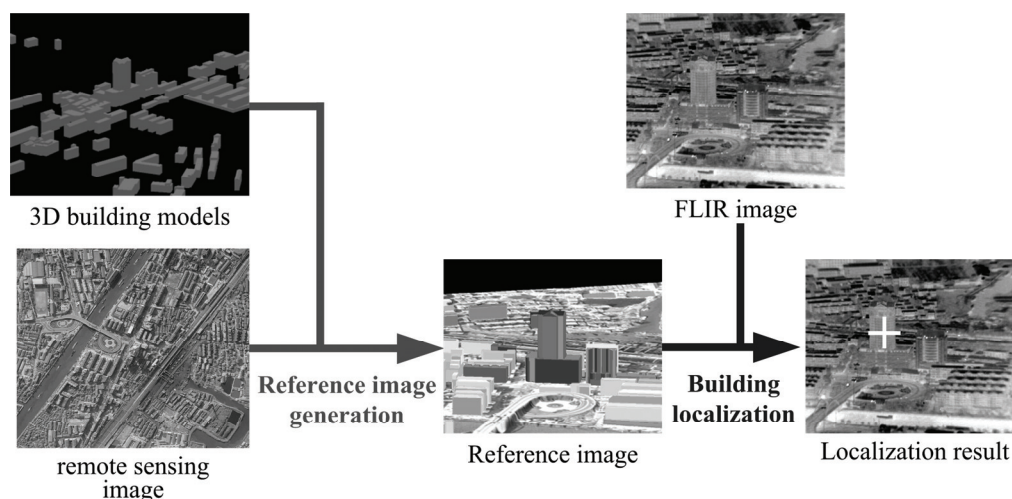 3D building models
FLIR image
remote sensing
image
Reference image
generation
Reference image
Building
localization
Localization result